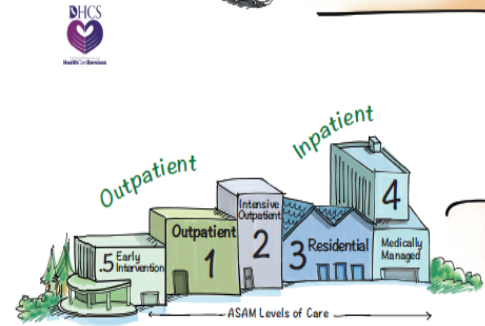 DHCS
HealthCareServices
Outpatient
Inpatient
.5 Early
Intervention
Outpatient
1
Intensive
Outpatient
2
3 Residential
4
Medically
Managed
ASAM Levels of Care